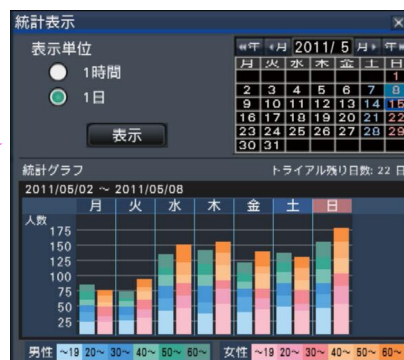 統計表示
表示単位
1時間
1日
表示
年 月 2011/ 5 月 年
月 火 水 木 金 土 日
1
2 3 4 5 6 7 8
9 10 11 12 13 14 15
16 17 18 19 20 21 22
23 24 25 26 27 28 29
30 31
統計グラフ トライアル残り日数: 22 日
2011/05/02 ～ 2011/05/08
月 火 水 木 金 土 日
人数
175
150
125
100
75
50
25
男性 ~19 20~ 30~ 40~ 50~ 60~ 女性 ~19 20~ 30~ 40~ 50~ 60~